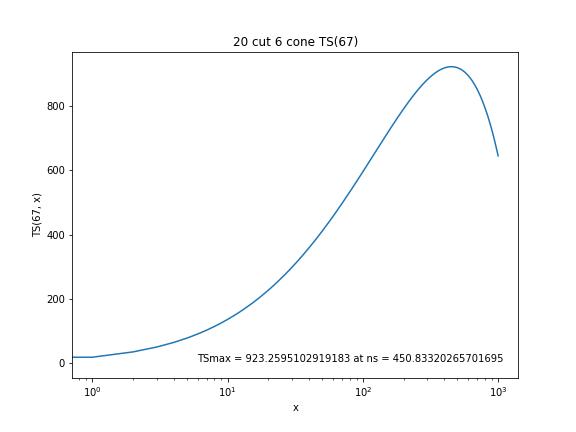 20 cut 6 cone TS(67)
TS(67, x)
800
600
400
200
0
TSmax = 923.2595102919183 at ns = 450.83320265701695
10⁰
10¹
10²
10³
x